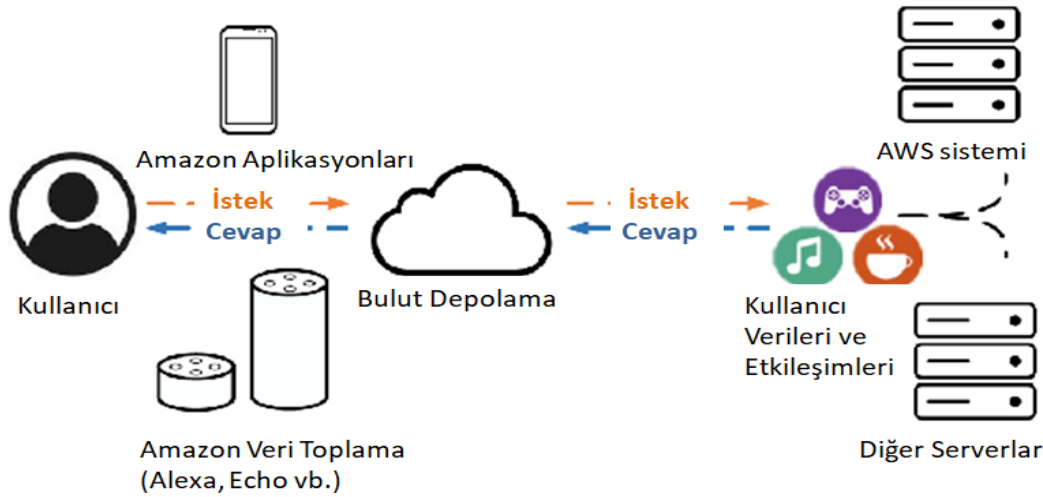 Amazon Aplikasyonları
AWS sistemi
İstek
Cevap
İstek
Cevap
Kullanıcı
Bulut Depolama
Kullanıcı
Verileri ve
Etkileşimleri
Amazon Veri Toplama
(Alexa, Echo vb.)
Diğer Serverlar